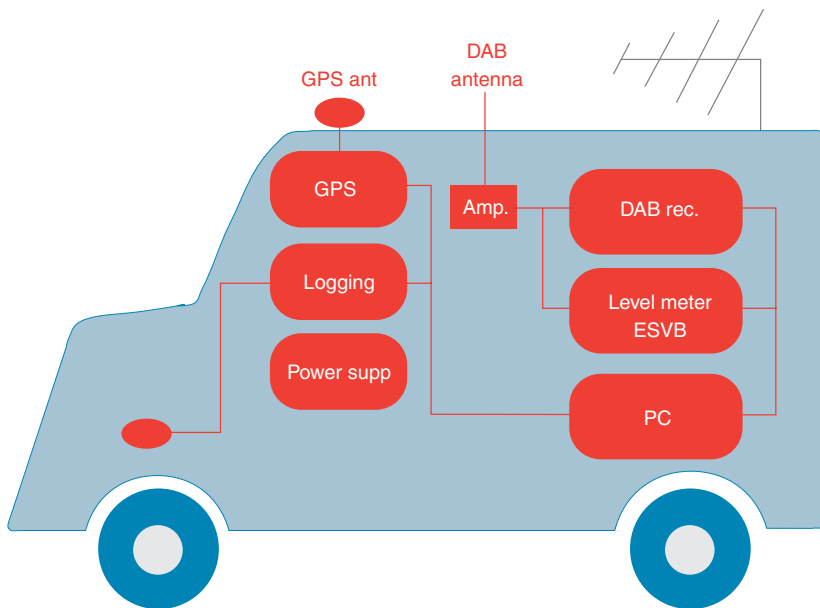 GPS ant
DAB
antenna
GPS
Amp.
DAB rec.
Logging
Level meter
ESVB
Power supp
PC